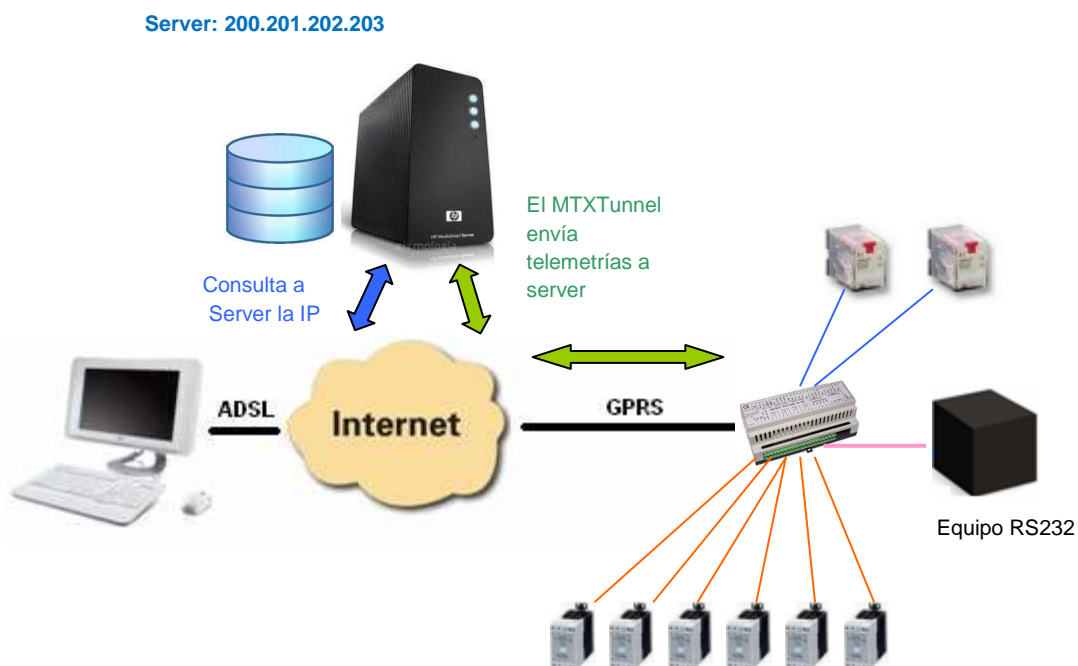 Server: 200.201.202.203
El MTXTunnel
envía
telemetrías a
server
Consulta a
Server la IP
ADSL
Internet
GPRS
Equipo RS232